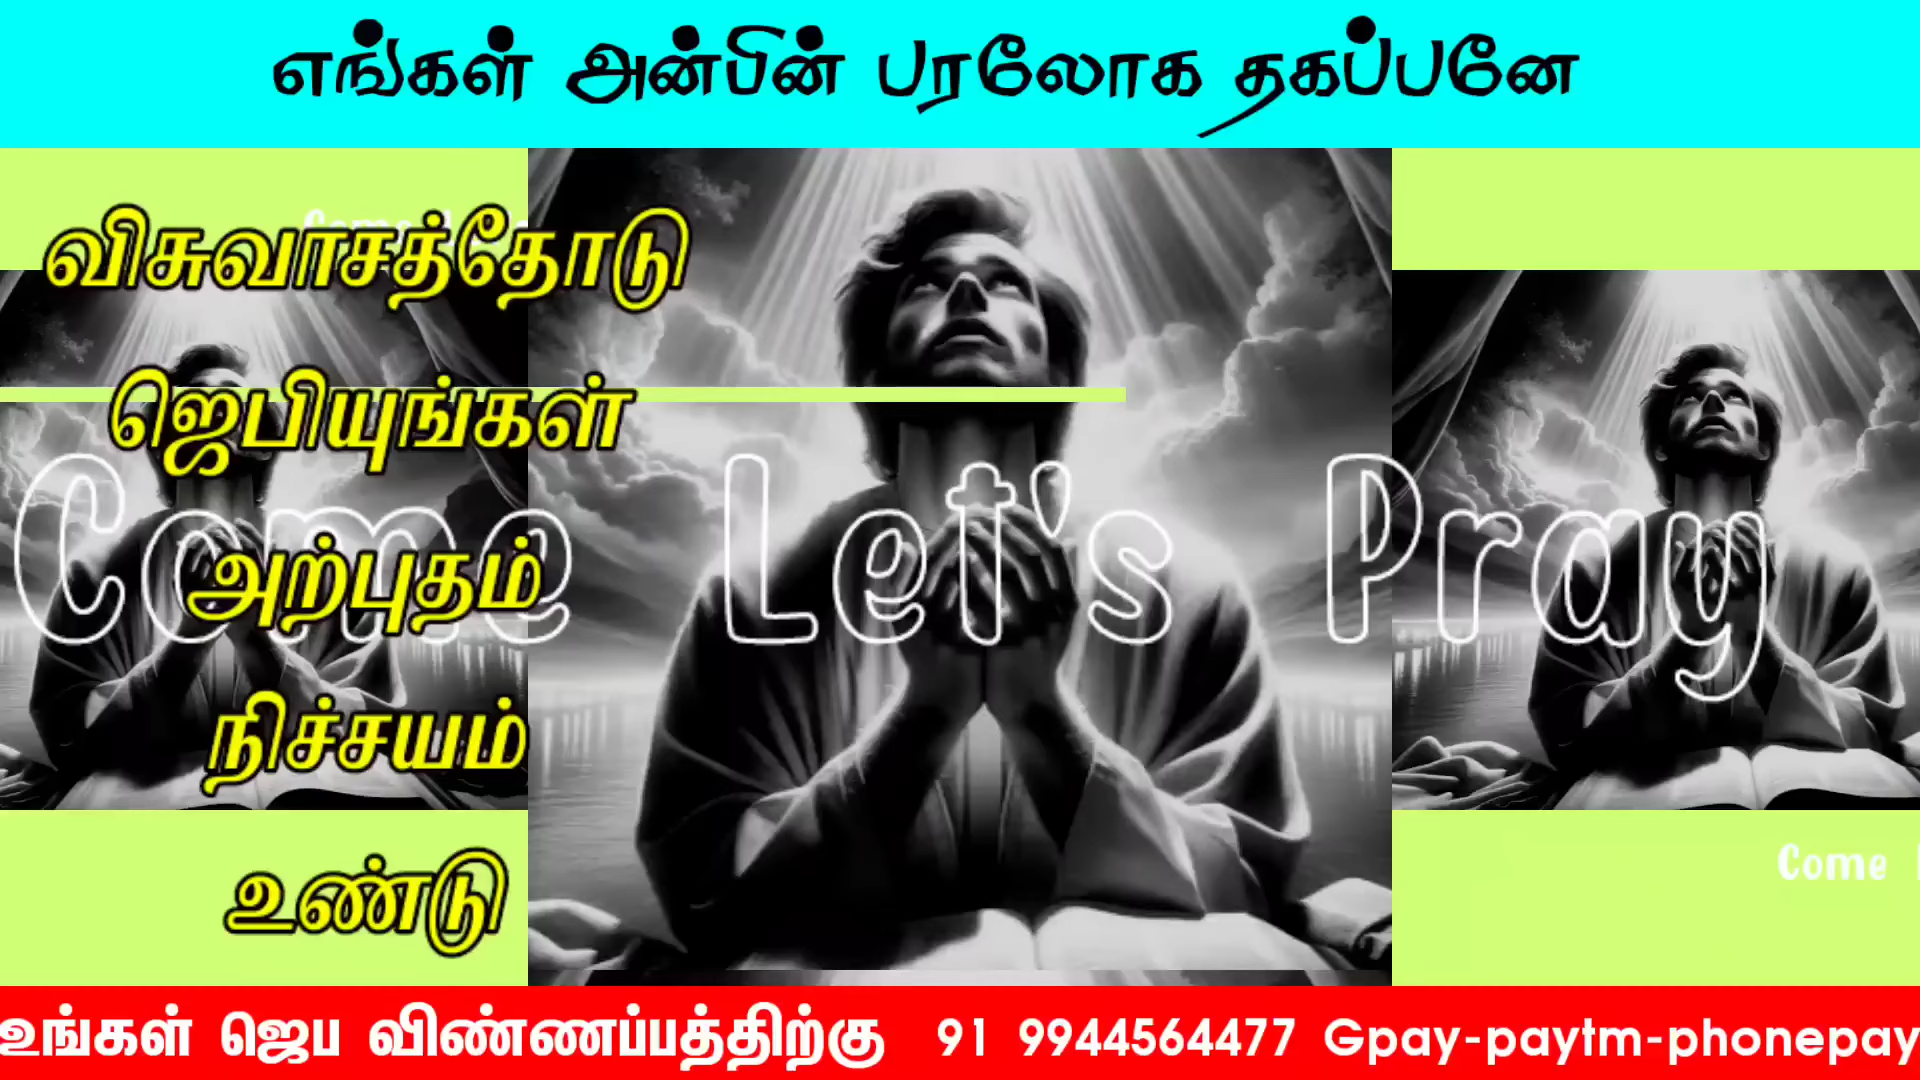 எங்கள் அன்பின் பரலோக தகப்பனே
விசுவாசத்தோடு
ஜெபியுங்கள்
அற்புதம்
நிச்சயம்
உண்டு
Come Let's Pray
Come
உங்கள் ஜெப விண்ணப்பத்திற்கு 91 9944564477 Gpay-paytm-phonepay